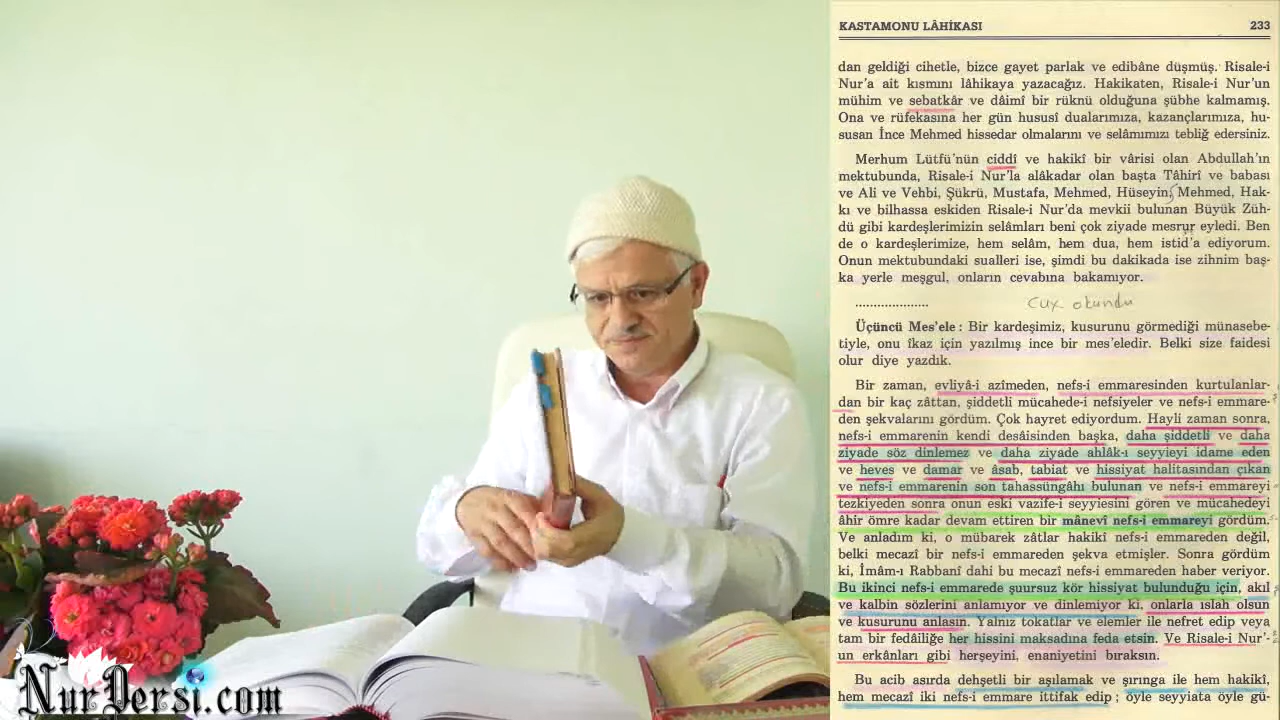 KASTAMONU LÂHİKASI 233
dan geldiği cihetle, bizce gayet parlak ve edibâne düşmüş. Risale-i
Nur'a ait kısmını lâhikaya yazacağız. Hakikaten, Risale-i Nur'un
mühim ve sebatkâr ve dâimî bir rüknü olduğuna şübhe kalmamış.
Ona ve rüfekasına her gün hususî dualarımıza, kazançlarımıza, hu-
susan İnce Mehmed hissedar olmalarını ve selâmımızı tebliğ edersiniz.
Merhum Lütfü'nün ciddî ve hakikî bir vârisi olan Abdullah'ın
mektubunda, Risale-i Nur'la alâkadar olan başta Tâhirî ve babası
ve Ali ve Vehbi, Şükrü, Mustafa, Mehmed, Hüseyin, Mehmed, Hak-
kı ve bilhassa eskiden Risale-i Nur'da mevkii bulunan Büyük Züh-
dü gibi kardeşlerimizin selâmları beni çok ziyade mesrur eyledi. Ben
de o kardeşlerimize, hem selâm, hem dua, hem istid'a ediyorum.
Onun mektubundaki sualleri ise, şimdi bu dakikada ise zihnim baş-
ka yerle meşgul, onların cevabına bakamıyor.
.................... okundu
Üçüncü Mes'ele : Bir kardeşimiz, kusurunu görmediği münasebe-
tiyle, onu îkaz için yazılmış ince bir mes'eledir. Belki size faidesi
olur diye yazdık.
Bir zaman, evliyâ-i azîmeden, nefs-i emmaresinden kurtulanlar-
dan bir kaç zâttan, şiddetli mücahede-i nefsiyeler ve nefs-i emmare-
den şekvalarını gördüm. Çok hayret ediyordum. Hayli zaman sonra,
nefs-i emmarenin kendi desâisinden başka, daha şiddetli ve daha
ziyade söz dinlemez ve daha ziyade ahlâk-ı seyyieyi idame eden
ve heves ve damar ve âsab, tabiat ve hissiyat halitasından çıkan
ve nefs-i emmarenin son tahassüngâhı bulunan ve nefs-i emmareyi
tezkiyeden sonra onun eski vazife-i seyyiesini gören ve mücahedeyi
âhir ömre kadar devam ettiren bir mânevî nefs-i emmareyi gördüm.
Ve anladım ki, o mübarek zâtlar hakikî nefs-i emmareden değil,
belki mecazî bir nefs-i emmareden şekva etmişler. Sonra gördüm
ki, İmâm-ı Rabbanî dahi bu mecazî nefs-i emmareden haber veriyor.
Bu ikinci nefs-i emmarede şuursuz kör hissiyat bulunduğu için, akıl
ve kalbin sözlerini anlamıyor ve dinlemiyor ki, onlarla ıslah olsun
ve kusurunu anlasın. Yalnız tokatlar ve elemler ile nefret edip veya
tam bir fedâiliğe her hissini maksadına feda etsin. Ve Risale-i Nur'-
un erkânları gibi herşeyini, enaniyetini bıraksın.
Bu acib asırda dehşetli bir aşılamak ve şırınga ile hem hakikî,
hem mecazî iki nefs-i emmare ittifak edip ; öyle seyyiata öyle gü-
NurDersi.com